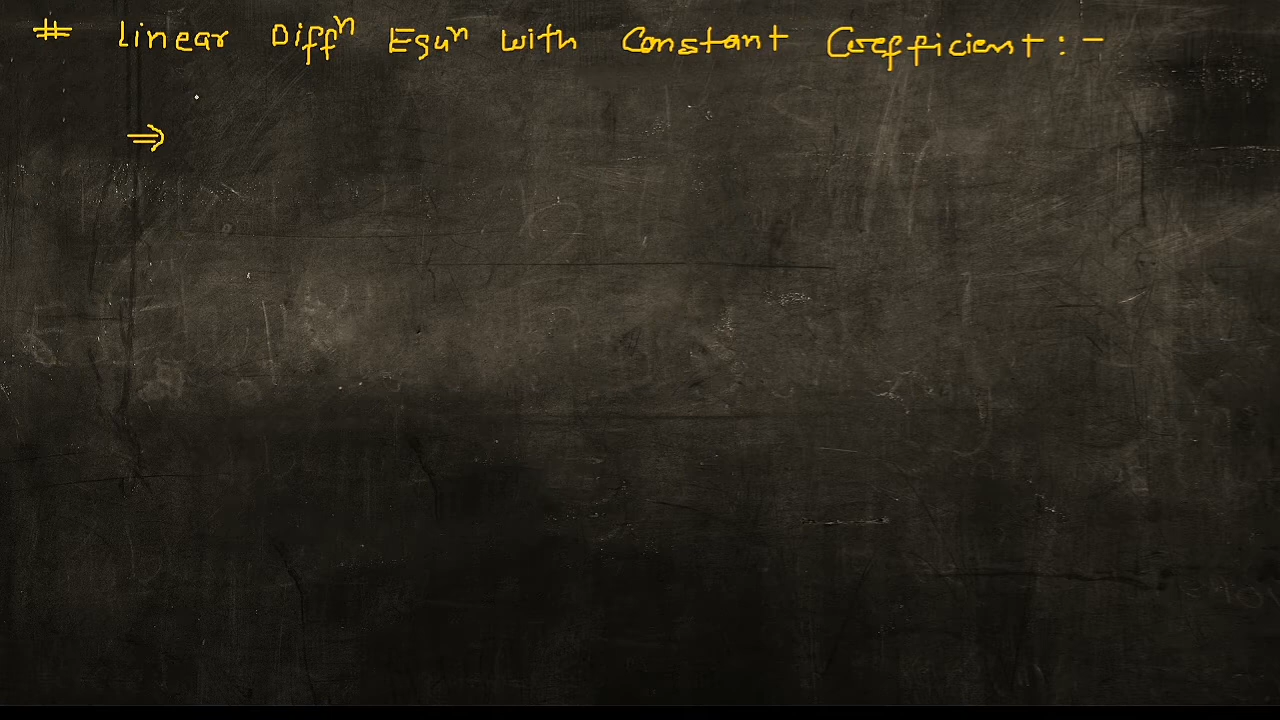 # Linear Diffⁿ Equⁿ with Constant Coefficient : -
⇒